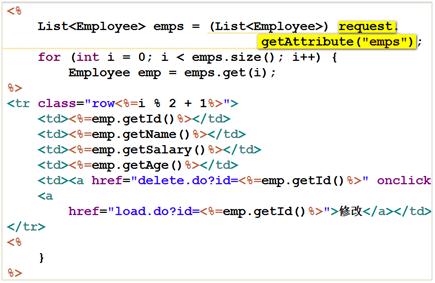 <%
List<Employee> emps = (List<Employee>) request.
getAttribute("emps");
for (int i = 0; i < emps.size(); i++) {
Employee emp = emps.get(i);
%>
<tr class="row<%=i % 2 + 1%>">
<td><%=emp.getId()%></td>
<td><%=emp.getName()%></td>
<td><%=emp.getSalary()%></td>
<td><%=emp.getAge()%></td>
<td><a href="delete.do?id=<%=emp.getId()%>" onclick
<a
href="load.do?id=<%=emp.getId()%>">修改</a></td>
</tr>
<%
}
%>